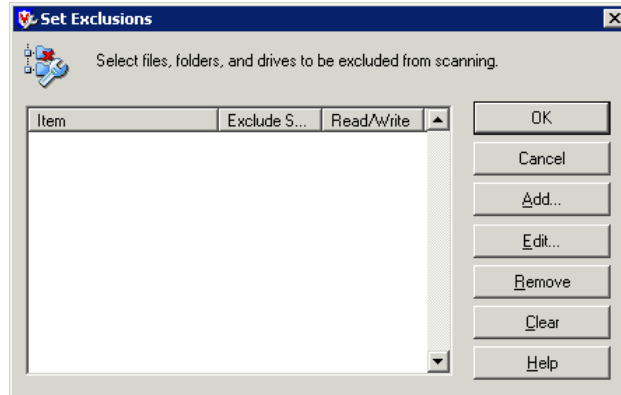 Set Exclusions
Select files, folders, and drives to be excluded from scanning.
Item Exclude S... Read/Write
OK
Cancel
Add...
Edit...
Remove
Clear
Help